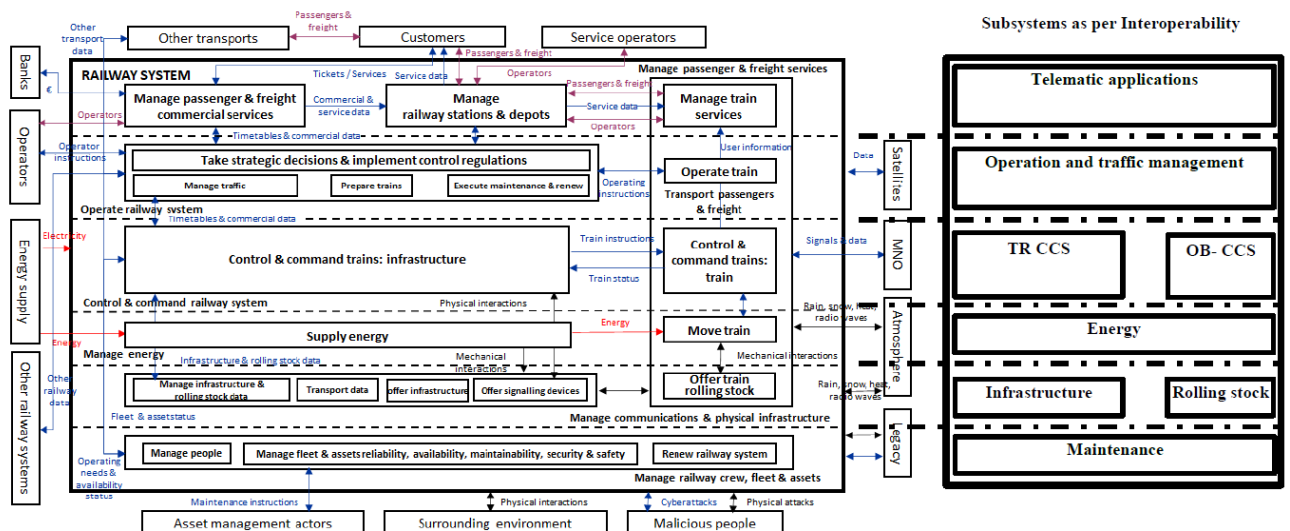 Subsystems as per Interoperability
Other
transport
data
Passengers &
freight
Other transports
Customers
Service operators
Passengers & freight
Banks
€
RAILWAY SYSTEM
Tickets / Services
Service data
Operators
Manage passenger & freight services
Passengers & freight
Manage passenger & freight
commercial services
Commercial &
service data
Manage
railway stations & depots
Service data
Manage train
services
Operators
Operators
Operators
Timetables & commercial data
Operator
instructions
User information
Take strategic decisions & implement control regulations
Manage traffic
Prepare trains
Execute maintenance & renew
Operating
instructions
Operate train
Transport passengers
& freight
Data
Satellites
Operate railway system
Timetables & commercial data
Energy supply
Electricity
Control & command trains: infrastructure
Train instructions
Train status
Control &
command trains:
train
Signals & data
MNO
Control & command railway system
Physical interactions
Energy
Supply energy
Energy
Move train
Rain, snow, heat,
radio waves
Atmosphere
Manage energy
Infrastructure & rolling stock data
Mechanical
interactions
Mechanical interactions
Other railway systems
Other
railway
data
Manage infrastructure &
rolling stock data
Transport data
offer infrastructure
Offer signalling devices
Offer train
rolling stock
Rain, snow, heat,
radio waves
Fleet & assetstatus
Manage communications & physical infrastructure
Legacy
Manage people
Manage fleet & assets reliability, availability, maintainability, security & safety
Renew railway system
Operating
needs &
availability
status
Manage railway crew, fleet & assets
Maintenance instructions
Physical interactions
Cyberattacks
Physical attacks
Asset management actors
Surrounding environment
Malicious people
Telematic applications
Operation and traffic management
TR CCS
OB- CCS
Energy
Infrastructure
Rolling stock
Maintenance